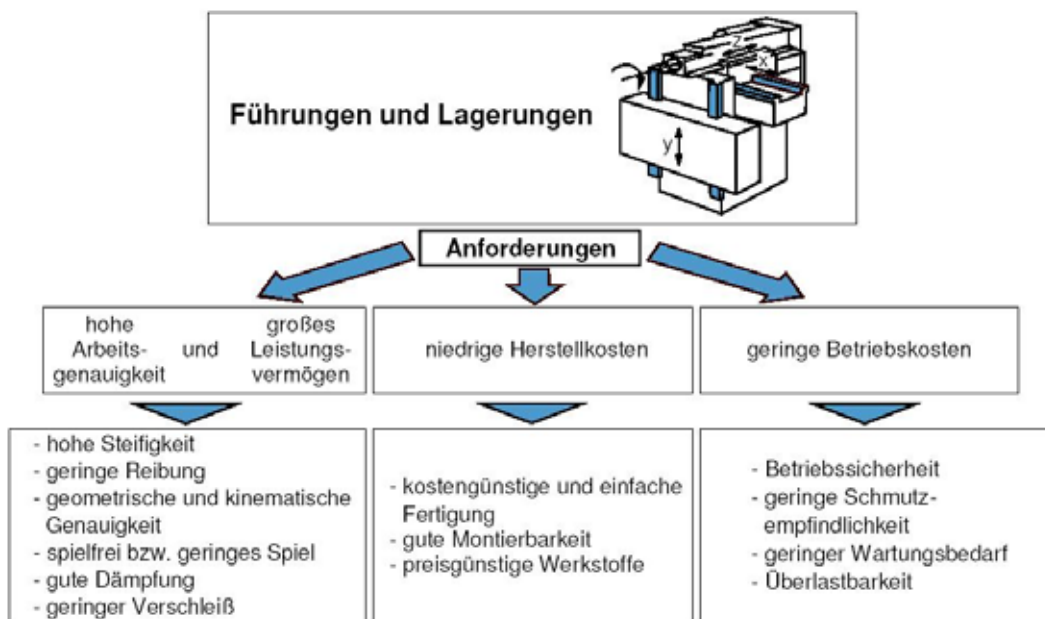 Führungen und Lagerungen
z
x
y
Anforderungen
hohe
Arbeits-
genauigkeit
und
großes
Leistungs-
vermögen
niedrige Herstellkosten
geringe Betriebskosten
- hohe Steifigkeit
- geringe Reibung
- geometrische und kinematische
Genauigkeit
- spielfrei bzw. geringes Spiel
- gute Dämpfung
- geringer Verschleiß
- kostengünstige und einfache
Fertigung
- gute Montierbarkeit
- preisgünstige Werkstoffe
- Betriebssicherheit
- geringe Schmutz-
empfindlichkeit
- geringer Wartungsbedarf
- Überlastbarkeit